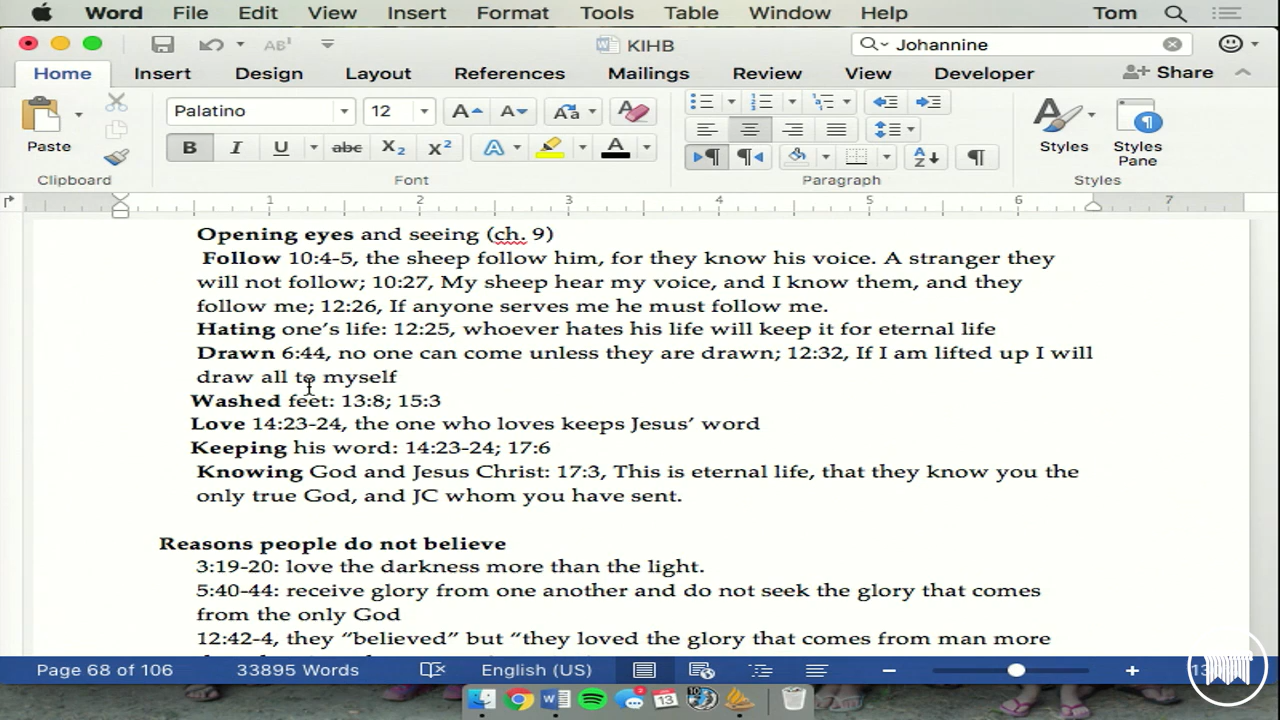 Word File Edit View Insert Format Tools Table Window Help Tom
KIHB Johannine
Home Insert Design Layout References Mailings Review View Developer Share
Palatino 12
Paste Styles Styles Pane
B I U abc X₂ X² A A
Clipboard Font Paragraph Styles
1 2 3 4 5 6 7
Opening eyes and seeing (ch. 9)
Follow 10:4-5, the sheep follow him, for they know his voice. A stranger they
will not follow; 10:27, My sheep hear my voice, and I know them, and they
follow me; 12:26, If anyone serves me he must follow me.
Hating one's life: 12:25, whoever hates his life will keep it for eternal life
Drawn 6:44, no one can come unless they are drawn; 12:32, If I am lifted up I will
draw all to myself
Washed feet: 13:8; 15:3
Love 14:23-24, the one who loves keeps Jesus' word
Keeping his word: 14:23-24; 17:6
Knowing God and Jesus Christ: 17:3, This is eternal life, that they know you the
only true God, and JC whom you have sent.
Reasons people do not believe
3:19-20: love the darkness more than the light.
5:40-44: receive glory from one another and do not seek the glory that comes
from the only God
12:42-4, they “believed” but “they loved the glory that comes from man more
Page 68 of 106 33895 Words English (US)